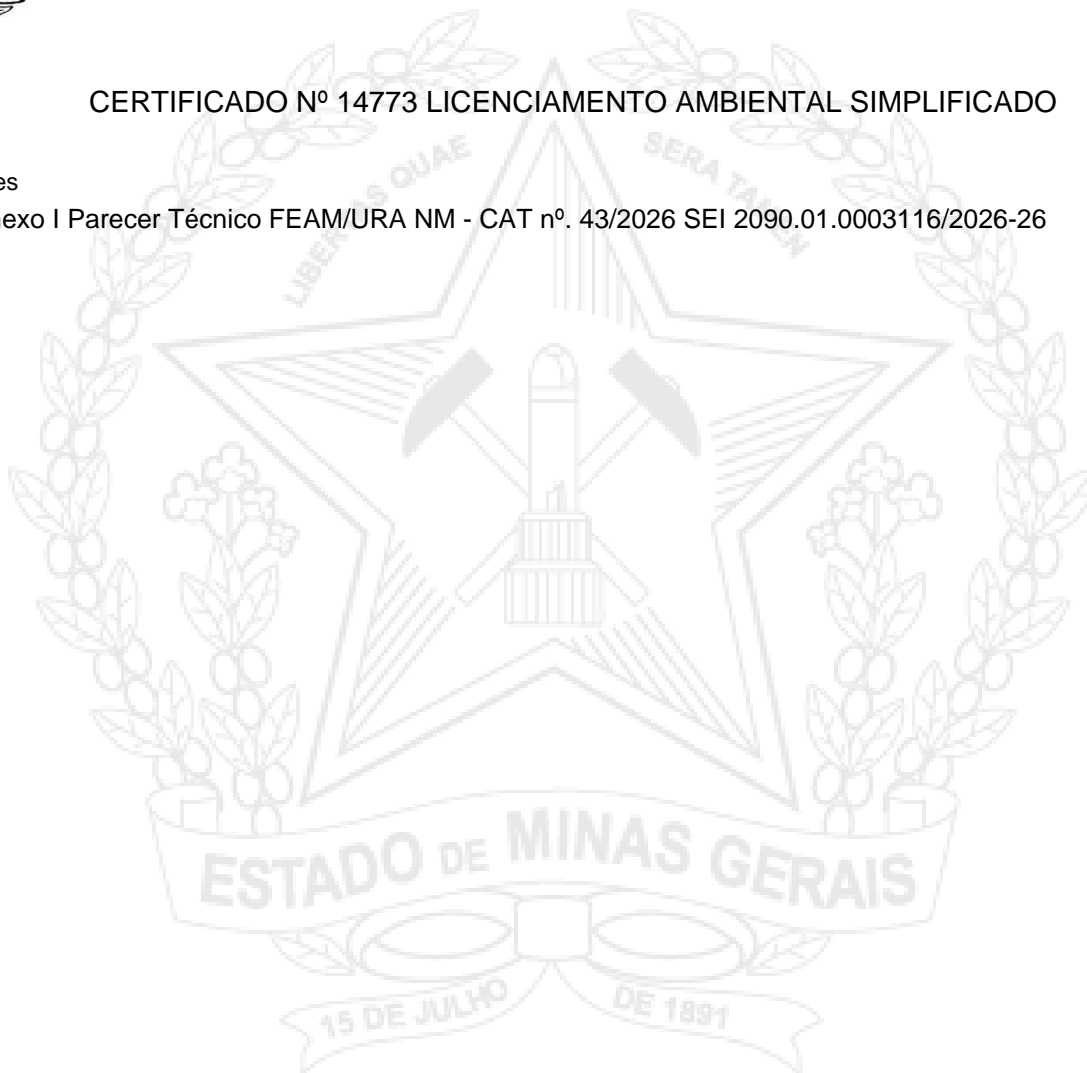 CERTIFICADO Nº 14773 LICENCIAMENTO AMBIENTAL SIMPLIFICADO
es
exo I Parecer Técnico FEAM/URA NM - CAT nº. 43/2026 SEI 2090.01.0003116/2026-26
LIBERTAS QUAE SERA TAMEN
ESTADO DE MINAS GERAIS
15 DE JULHO DE 1891